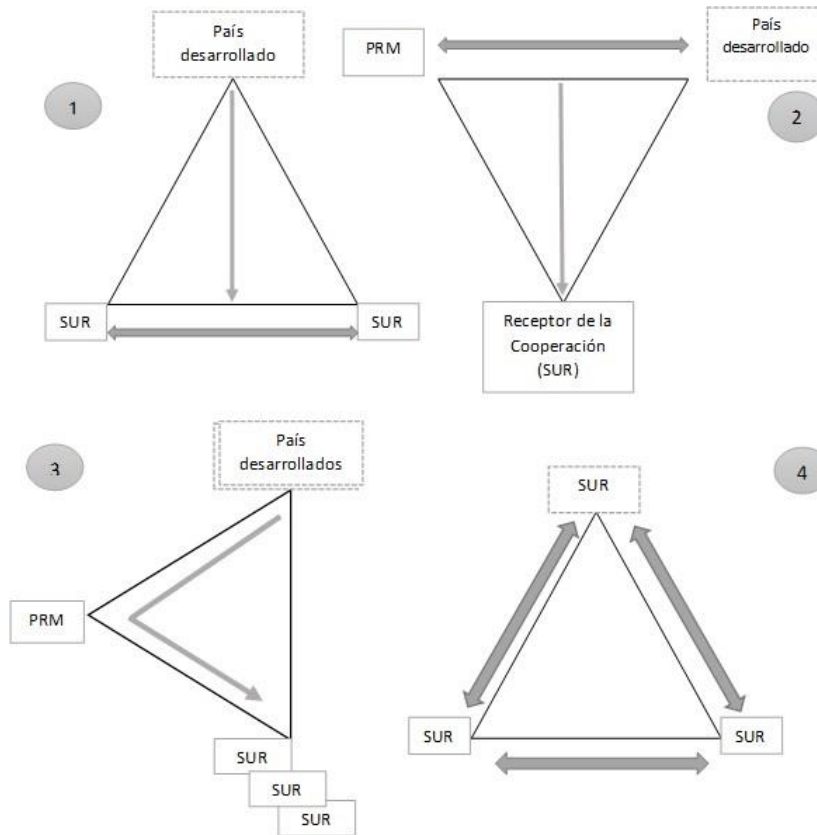 País
desarrollado
1
SUR
SUR
PRM
País
desarrollado
2
Receptor de la
Cooperación
(SUR)
3
País
desarrollados
PRM
SUR
SUR
SUR
4
SUR
SUR
SUR